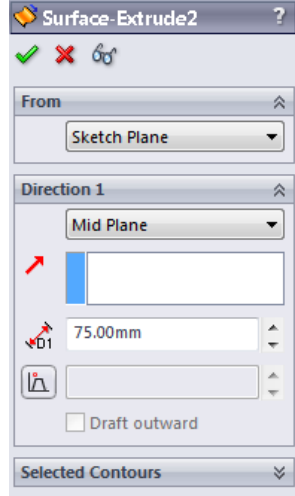 Surface-Extrude2 ?
From
Sketch Plane
Direction 1
Mid Plane
D1 75.00mm
Draft outward
Selected Contours